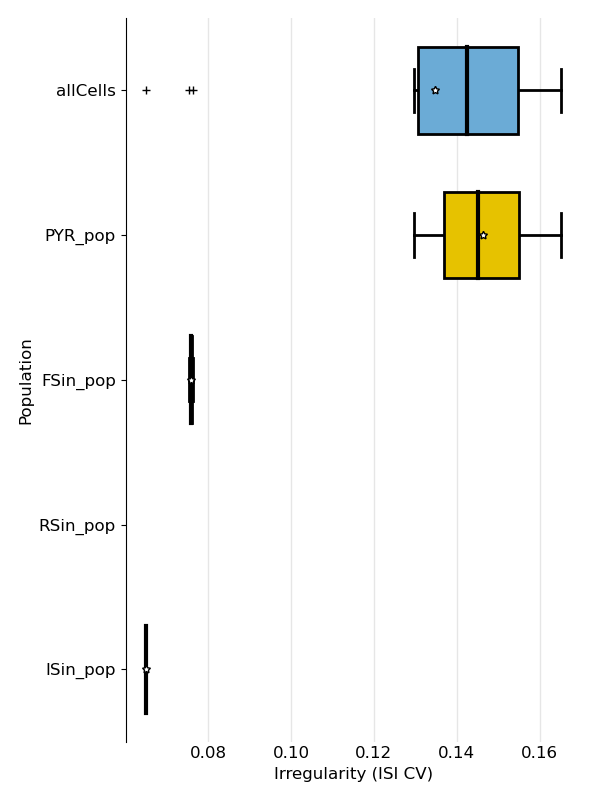 allCells
PYR_pop
FSin_pop
RSin_pop
ISin_pop
Population
0.08 0.10 0.12 0.14 0.16
Irregularity (ISI CV)